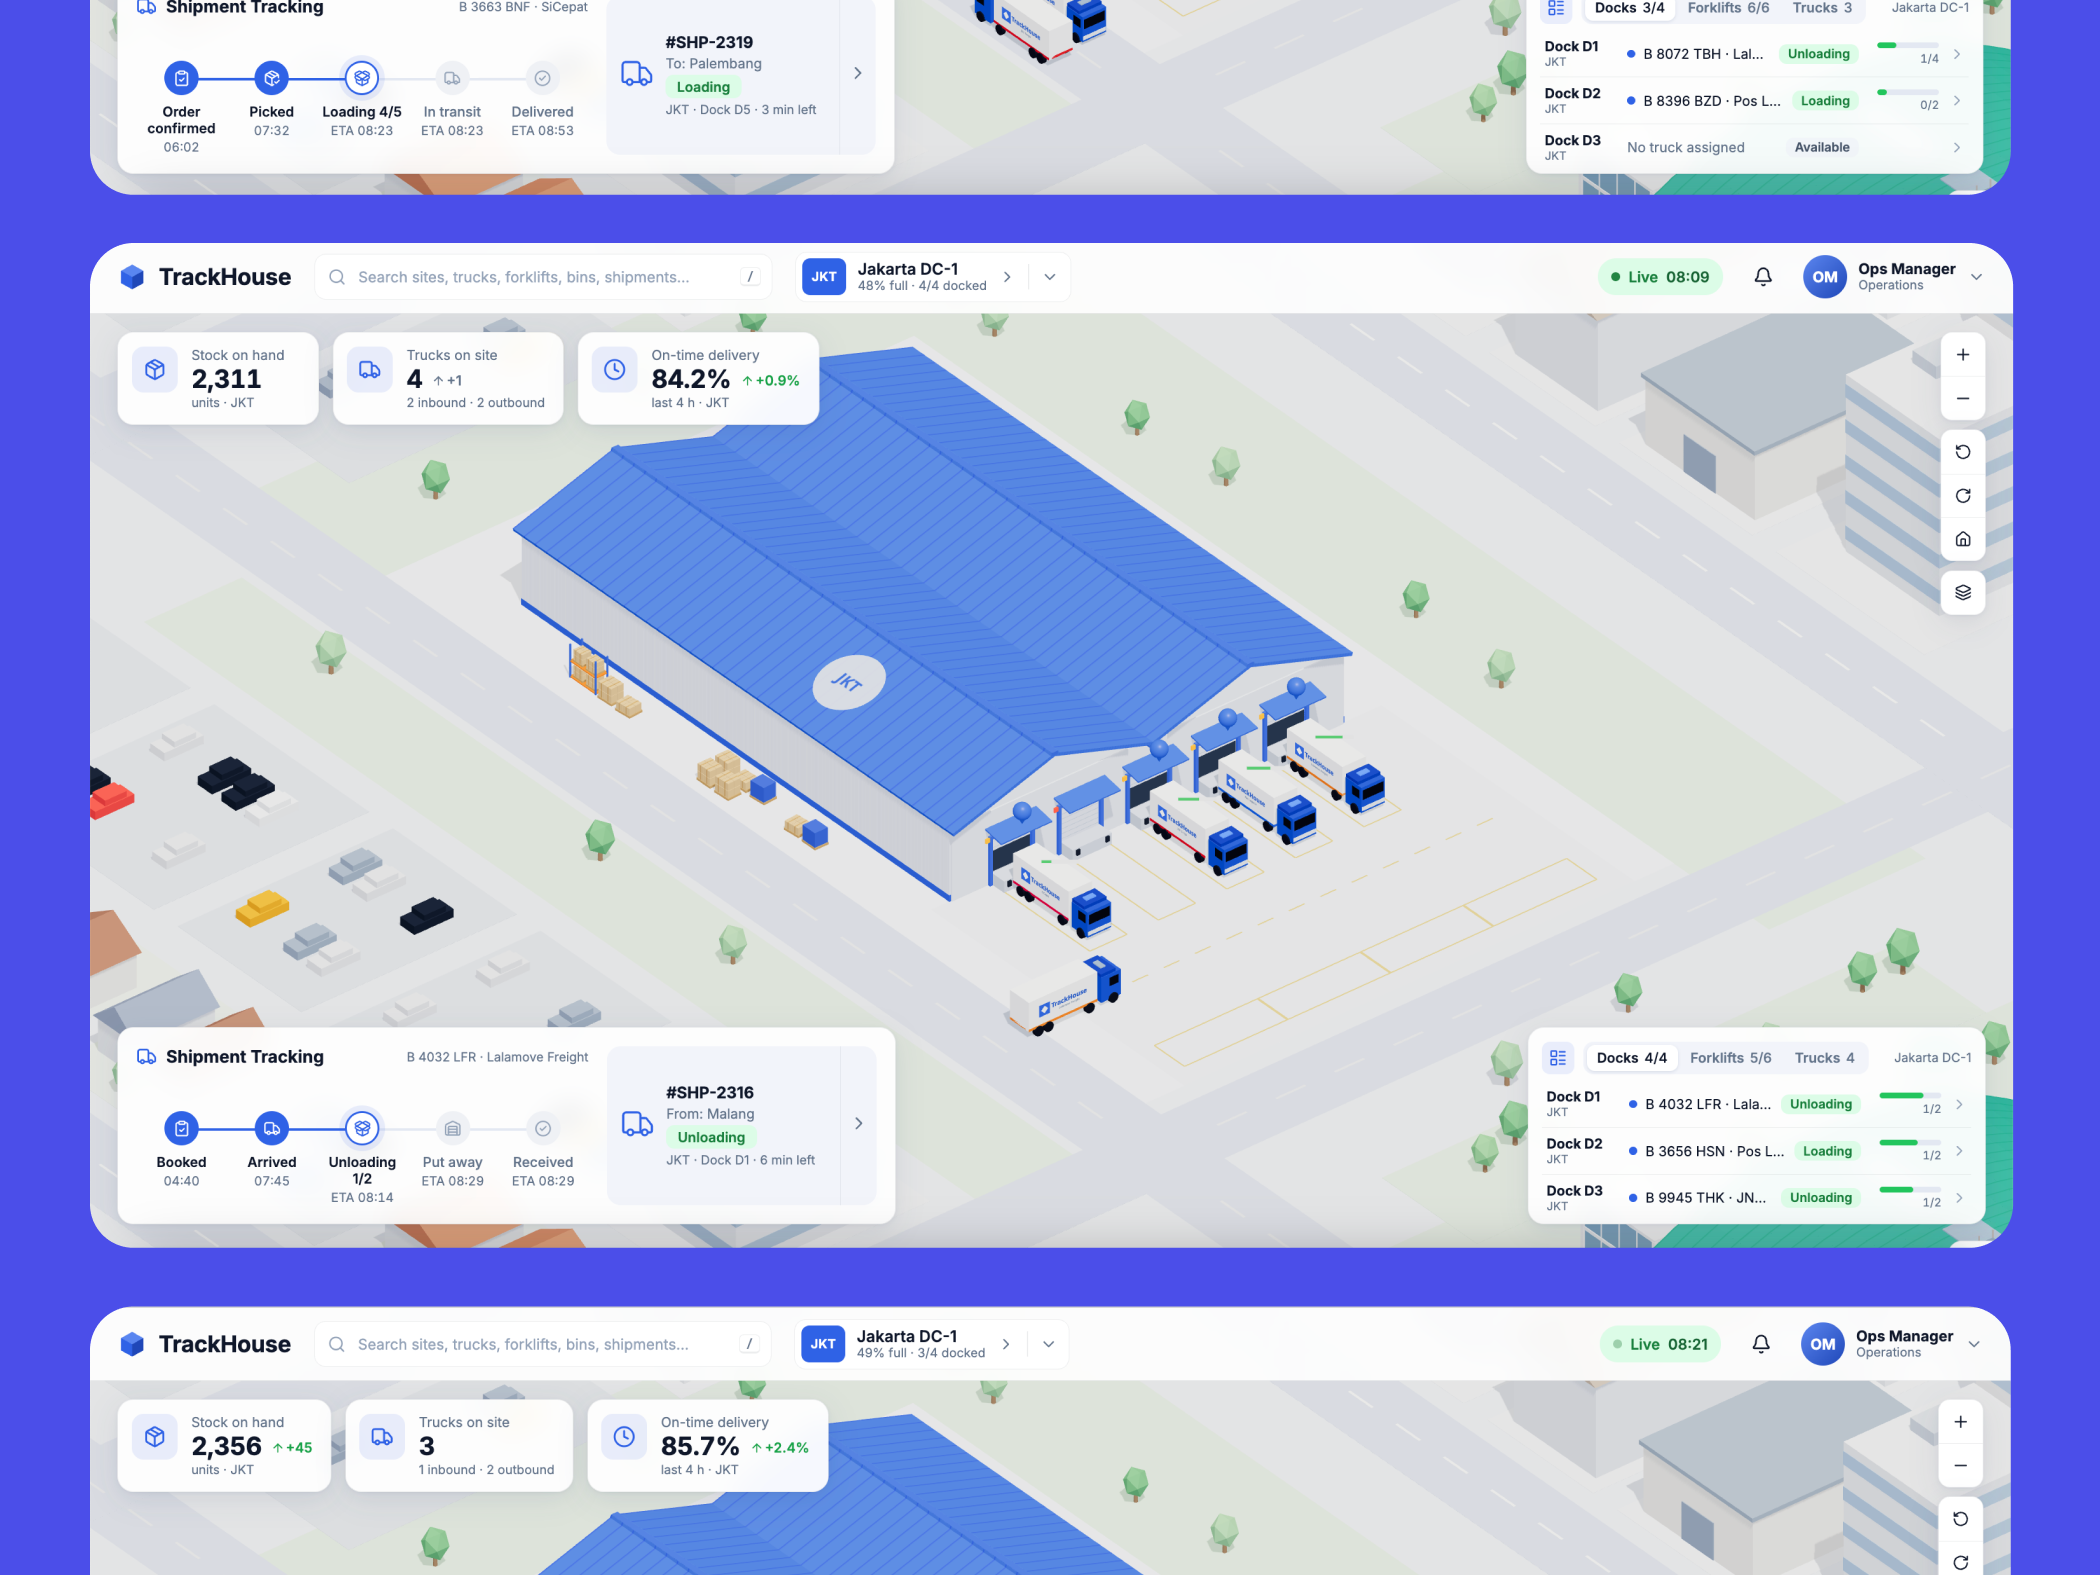 Shipment Tracking
B 3663 BNF · SiCepat
Order confirmed
06:02
Picked
07:32
Loading 4/5
ETA 08:23
In transit
ETA 08:23
Delivered
ETA 08:53
#SHP-2319
To: Palembang
Loading
JKT · Dock D5 · 3 min left
TrackHouse
Docks 3/4
Forklifts 6/6
Trucks 3
Jakarta DC-1
Dock D1
JKT
B 8072 TBH · Lal...
Unloading
1/4
Dock D2
JKT
B 8396 BZD · Pos L...
Loading
0/2
Dock D3
JKT
No truck assigned
Available
TrackHouse
Search sites, trucks, forklifts, bins, shipments...
/
JKT
Jakarta DC-1
48% full · 4/4 docked
Live 08:09
OM
Ops Manager
Operations
Stock on hand
2,311
units · JKT
Trucks on site
4 ↑ +1
2 inbound · 2 outbound
On-time delivery
84.2% ↑ +0.9%
last 4 h · JKT
JKT
TrackHouse
TrackHouse
TrackHouse
TrackHouse
TrackHouse
Shipment Tracking
B 4032 LFR · Lalamove Freight
Booked
04:40
Arrived
07:45
Unloading
1/2
ETA 08:14
Put away
ETA 08:29
Received
ETA 08:29
#SHP-2316
From: Malang
Unloading
JKT · Dock D1 · 6 min left
Docks 4/4
Forklifts 5/6
Trucks 4
Jakarta DC-1
Dock D1
JKT
B 4032 LFR · Lala...
Unloading
1/2
Dock D2
JKT
B 3656 HSN · Pos L...
Loading
1/2
Dock D3
JKT
B 9945 THK · JN...
Unloading
1/2
TrackHouse
Search sites, trucks, forklifts, bins, shipments...
/
JKT
Jakarta DC-1
49% full · 3/4 docked
Live 08:21
OM
Ops Manager
Operations
Stock on hand
2,356 ↑ +45
units · JKT
Trucks on site
3
1 inbound · 2 outbound
On-time delivery
85.7% ↑ +2.4%
last 4 h · JKT